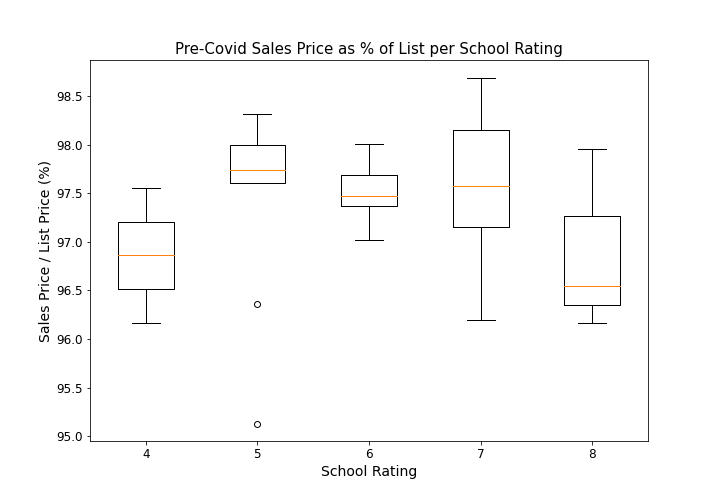 Pre-Covid Sales Price as % of List per School Rating
98.5
98.0
97.5
97.0
96.5
96.0
95.5
95.0
Sales Price / List Price (%)
4 5 6 7 8
School Rating